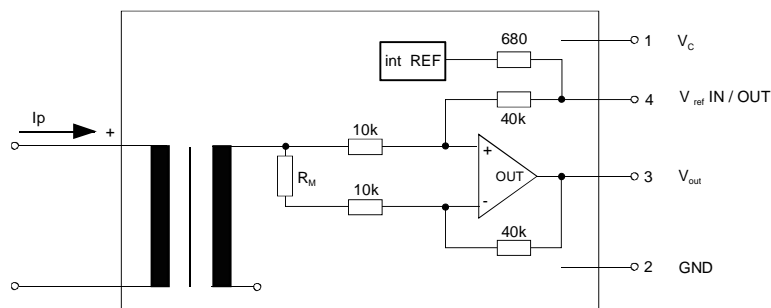 680
1 V_C
int REF
4 V_ref IN / OUT
Ip
+
40k
10k
+
R_M
OUT
3 V_out
10k
-
40k
2 GND